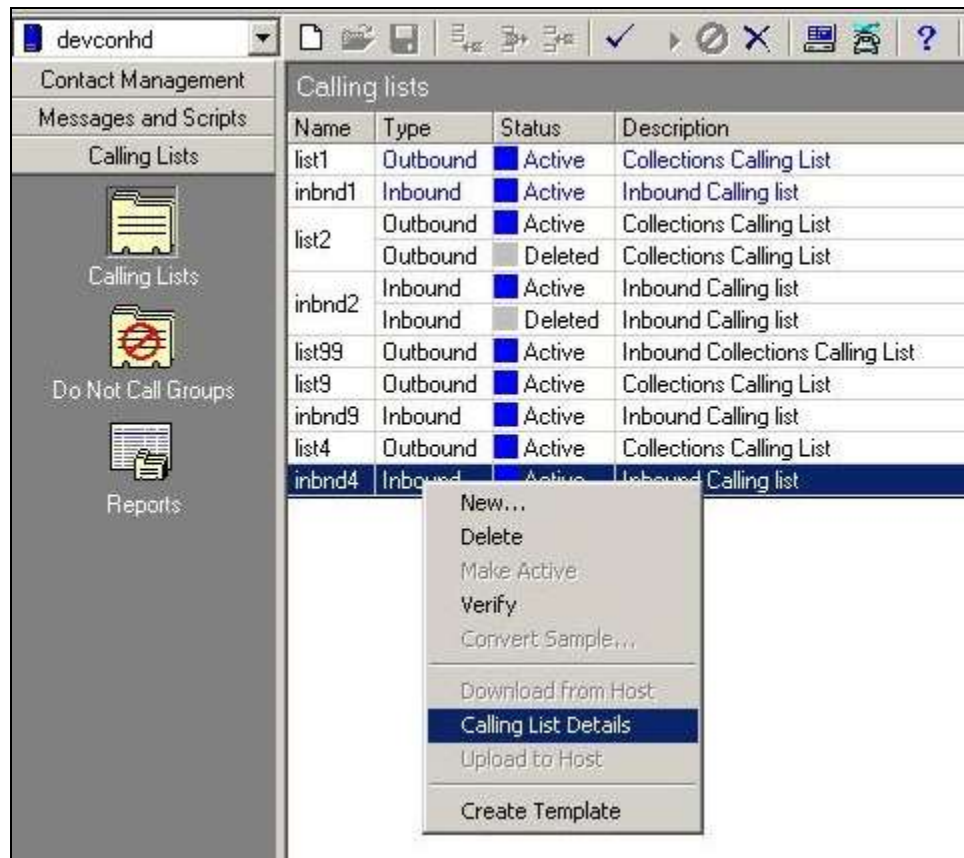 devconhd
?
Contact Management
Messages and Scripts
Calling Lists
Calling Lists
Do Not Call Groups
Reports
Calling lists
Name Type Status Description
list1 Outbound Active Collections Calling List
inbnd1 Inbound Active Inbound Calling list
list2 Outbound Active Collections Calling List
Outbound Deleted Collections Calling List
inbnd2 Inbound Active Inbound Calling list
Inbound Deleted Inbound Calling list
list99 Outbound Active Inbound Collections Calling List
list9 Outbound Active Collections Calling List
inbnd9 Inbound Active Inbound Calling list
list4 Outbound Active Collections Calling List
inbnd4 Inbound Active Inbound Calling list
New...
Delete
Make Active
Verify
Convert Sample...
Download from Host
Calling List Details
Upload to Host
Create Template